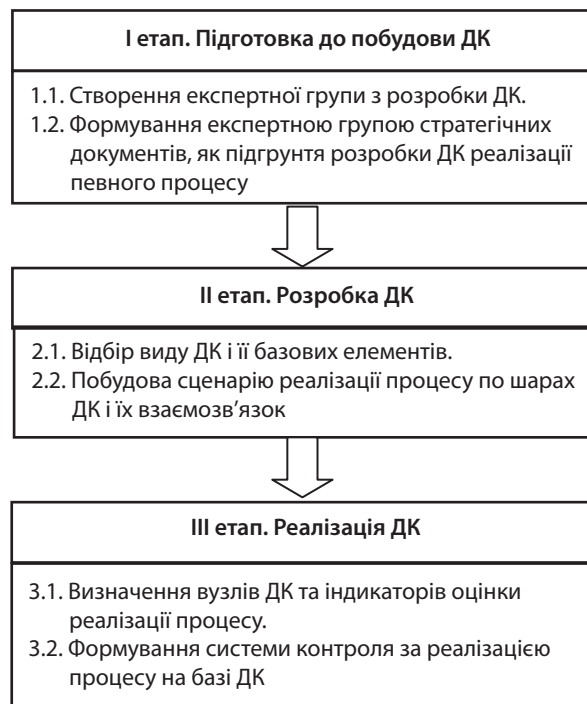 I етап. Підготовка до побудови ДК
1.1. Створення експертної групи з розробки ДК.
1.2. Формування експертною групою стратегічних
документів, як підгрунтя розробки ДК реалізації
певного процесу
II етап. Розробка ДК
2.1. Відбір виду ДК і її базових елементів.
2.2. Побудова сценарію реалізації процесу по шарах
ДК і їх взаємозв'язок
III етап. Реалізація ДК
3.1. Визначення вузлів ДК та індикаторів оцінки
реалізації процесу.
3.2. Формування системи контроля за реалізацією
процесу на базі ДК